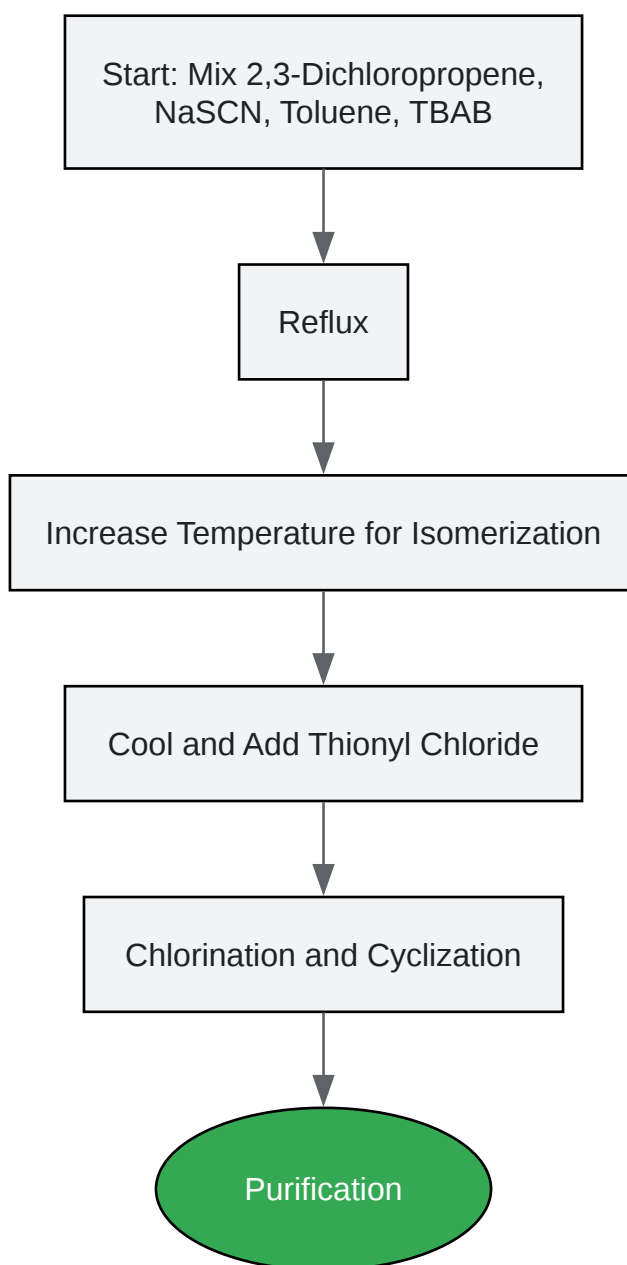 Start: Mix 2,3-Dichloropropene,
NaSCN, Toluene, TBAB
Reflux
Increase Temperature for Isomerization
Cool and Add Thionyl Chloride
Chlorination and Cyclization
Purification